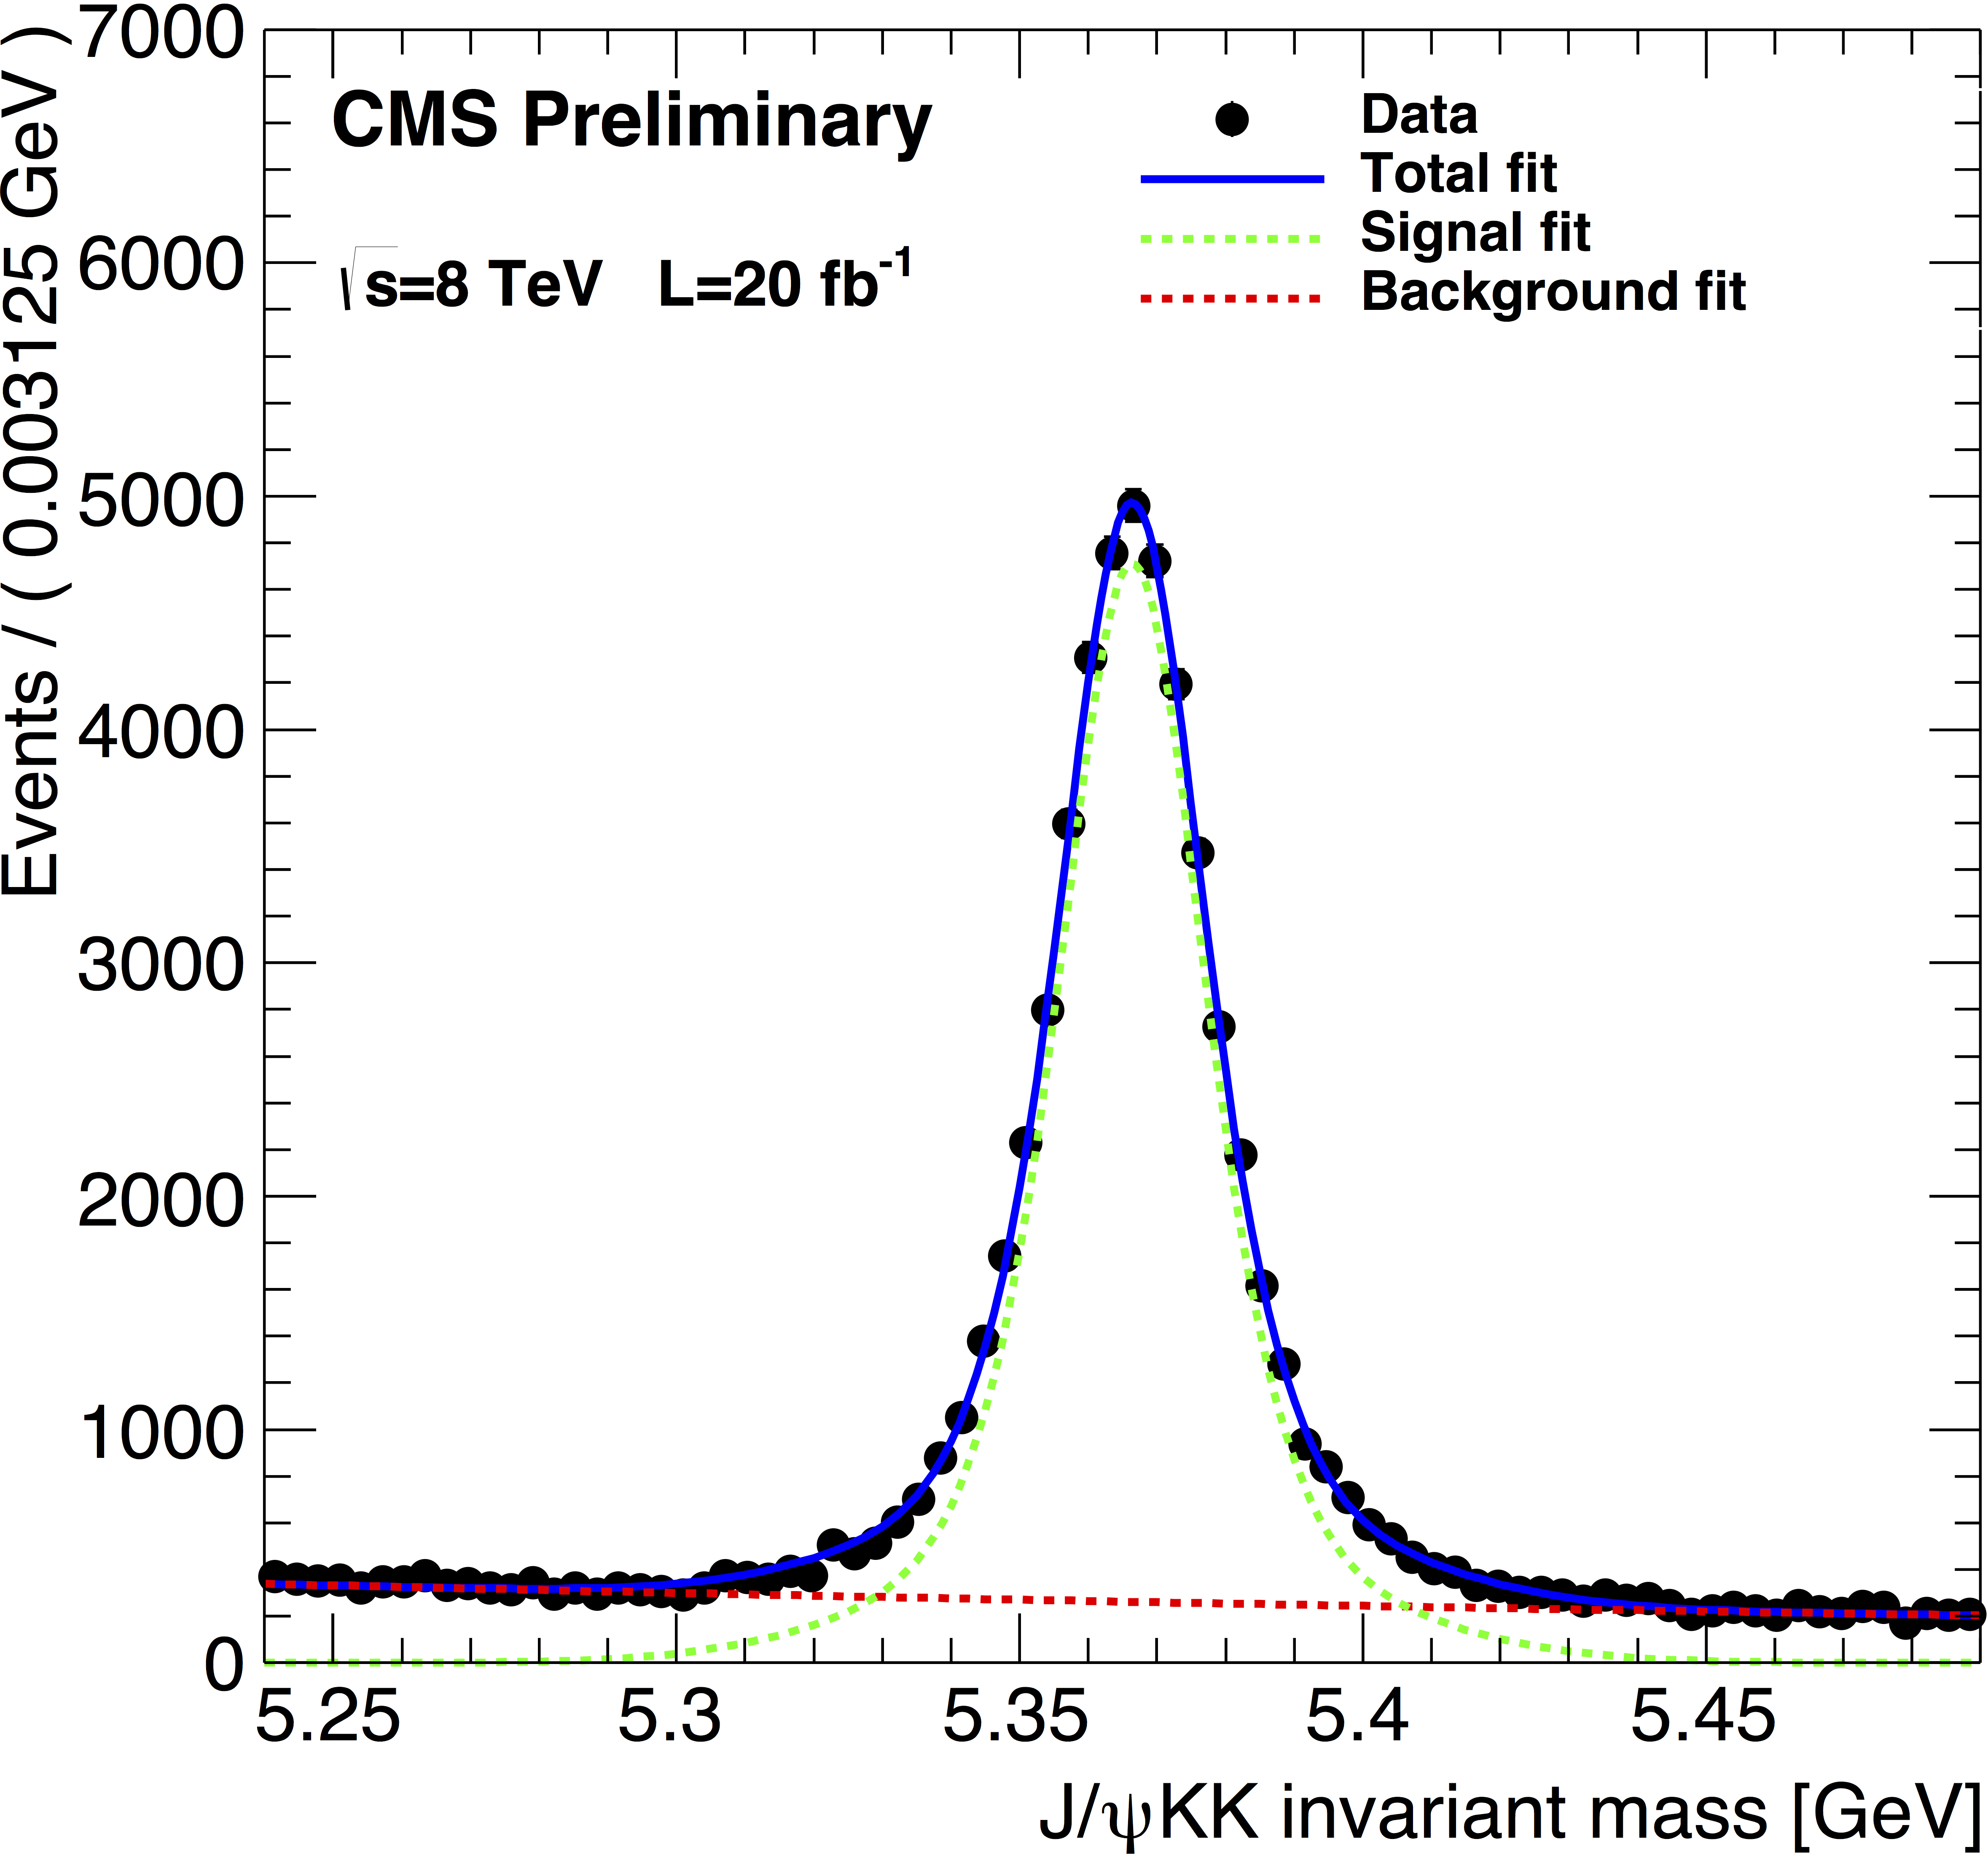 Events / ( 0.003125 GeV )
7000
6000
5000
4000
3000
2000
1000
0
CMS Preliminary
√s=8 TeV L=20 fb-1
Data
Total fit
Signal fit
Background fit
5.25 5.3 5.35 5.4 5.45
J/ψKK invariant mass [GeV]